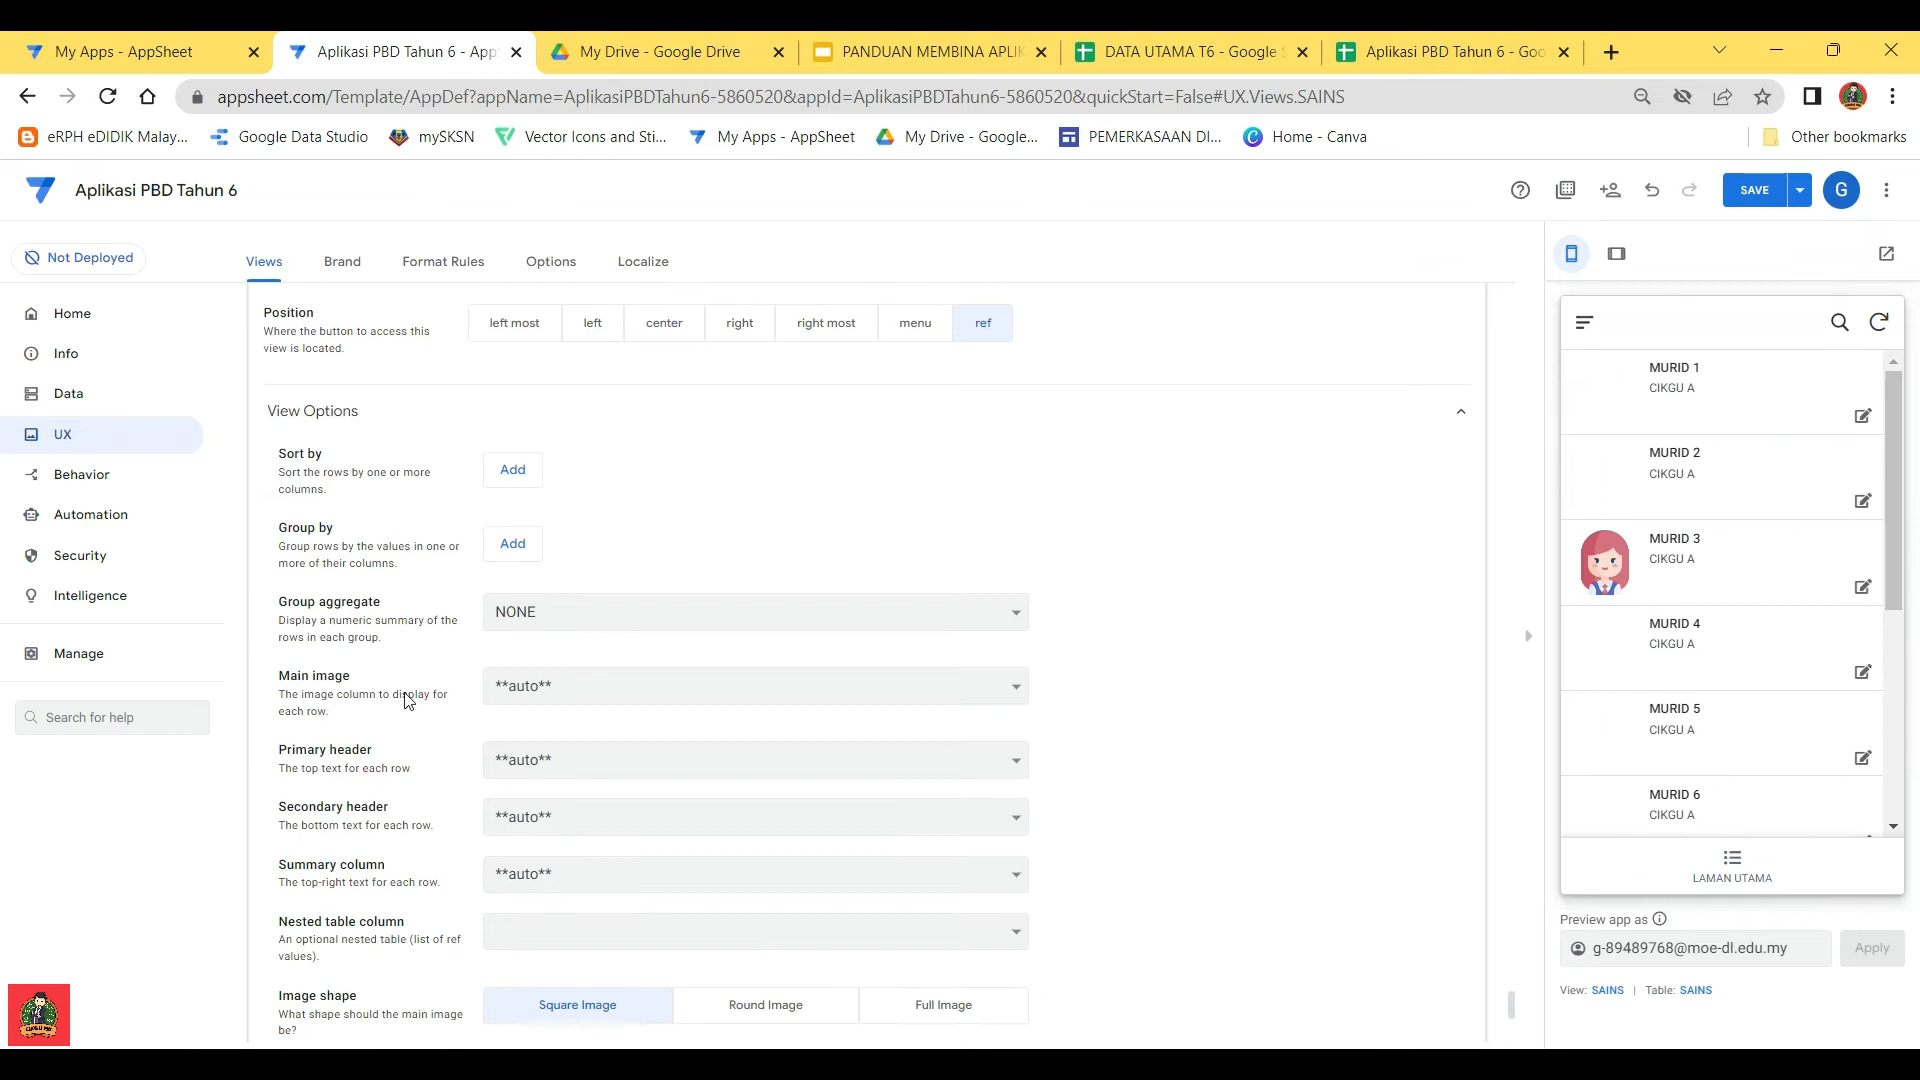 My Apps - AppSheet
Aplikasi PBD Tahun 6 - App
My Drive - Google Drive
PANDUAN MEMBINA APLIK
DATA UTAMA T6 - Google S
Aplikasi PBD Tahun 6 - Goo
appsheet.com/Template/AppDef?appName=AplikasiPBDTahun6-5860520&appId=AplikasiPBDTahun6-5860520&quickStart=False#UX.Views.SAINS
eRPH eDIDIK Malay...
Google Data Studio
mySKSN
Vector Icons and Sti...
My Apps - AppSheet
My Drive - Google...
PEMERKASAAN DI...
Home - Canva
Other bookmarks
Aplikasi PBD Tahun 6
SAVE
G
Not Deployed
Home
Info
Data
UX
Behavior
Automation
Security
Intelligence
Manage
Search for help
Views
Brand
Format Rules
Options
Localize
Position
Where the button to access this
view is located.
left most
left
center
right
right most
menu
ref
View Options
Sort by
Sort the rows by one or more
columns.
Add
Group by
Group rows by the values in one or
more of their columns.
Add
Group aggregate
Display a numeric summary of the
rows in each group.
NONE
Main image
The image column to display for
each row.
**auto**
Primary header
The top text for each row
**auto**
Secondary header
The bottom text for each row.
**auto**
Summary column
The top-right text for each row.
**auto**
Nested table column
An optional nested table (list of ref
values).
Image shape
What shape should the main image
be?
Square Image
Round Image
Full Image
MURID 1
CIKGU A
MURID 2
CIKGU A
MURID 3
CIKGU A
MURID 4
CIKGU A
MURID 5
CIKGU A
MURID 6
CIKGU A
LAMAN UTAMA
Preview app as
g-89489768@moe-dl.edu.my
Apply
View: SAINS | Table: SAINS